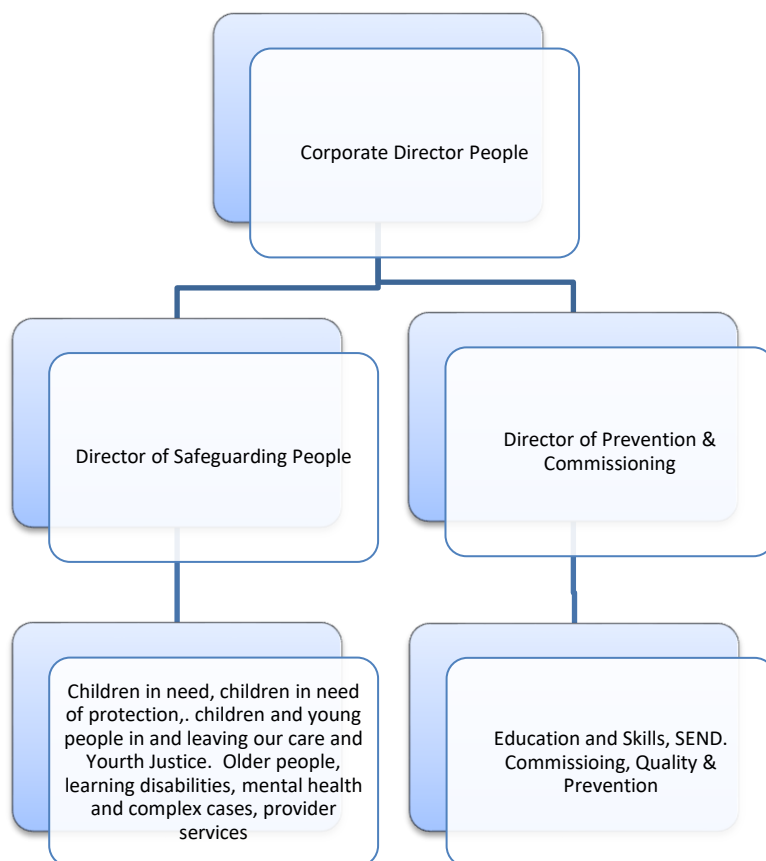 Corporate Director People
Director of Safeguarding People
Director of Prevention &
Commissioning
Children in need, children in need
of protection,. children and young
people in and leaving our care and
Yourth Justice.  Older people,
learning disabilities, mental health
and complex cases, provider
services
Education and Skills, SEND.
Commissioing, Quality &
Prevention